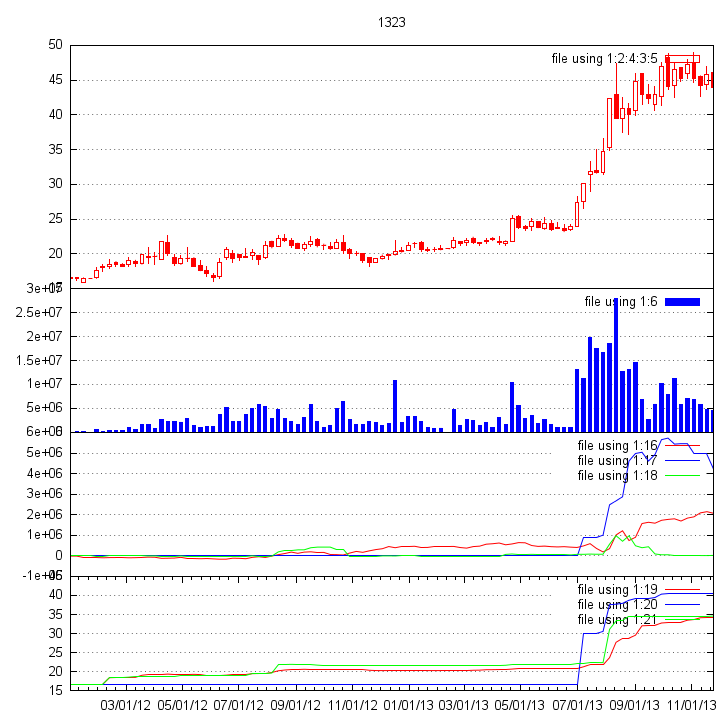 1323
file using 1:2:4:3:5
50
45
40
35
30
25
20
file using 1:6
3e+07
2.5e+07
2e+07
1.5e+07
1e+07
5e+06
file using 1:16
file using 1:17
file using 1:18
6e+06
5e+06
4e+06
3e+06
2e+06
1e+06
0
-1e+06
file using 1:19
file using 1:20
file using 1:21
40
35
30
25
20
15
03/01/12 05/01/12 07/01/12 09/01/12 11/01/12 01/01/13 03/01/13 05/01/13 07/01/13 09/01/13 11/01/13